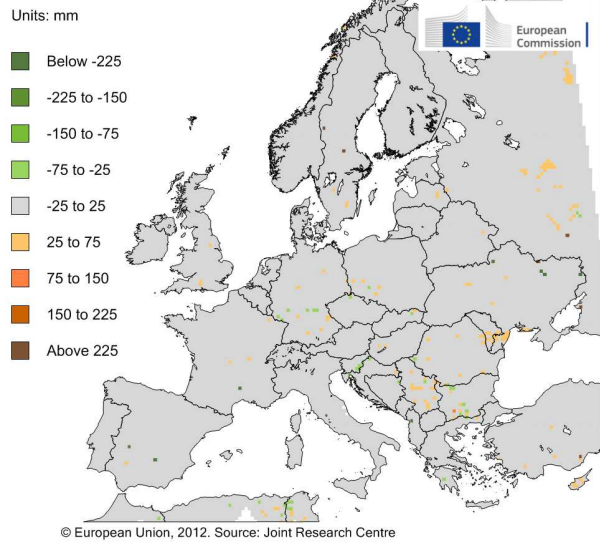 Units: mm
Below -225
-225 to -150
-150 to -75
-75 to -25
-25 to 25
25 to 75
75 to 150
150 to 225
Above 225
European
Commission
© European Union, 2012. Source: Joint Research Centre